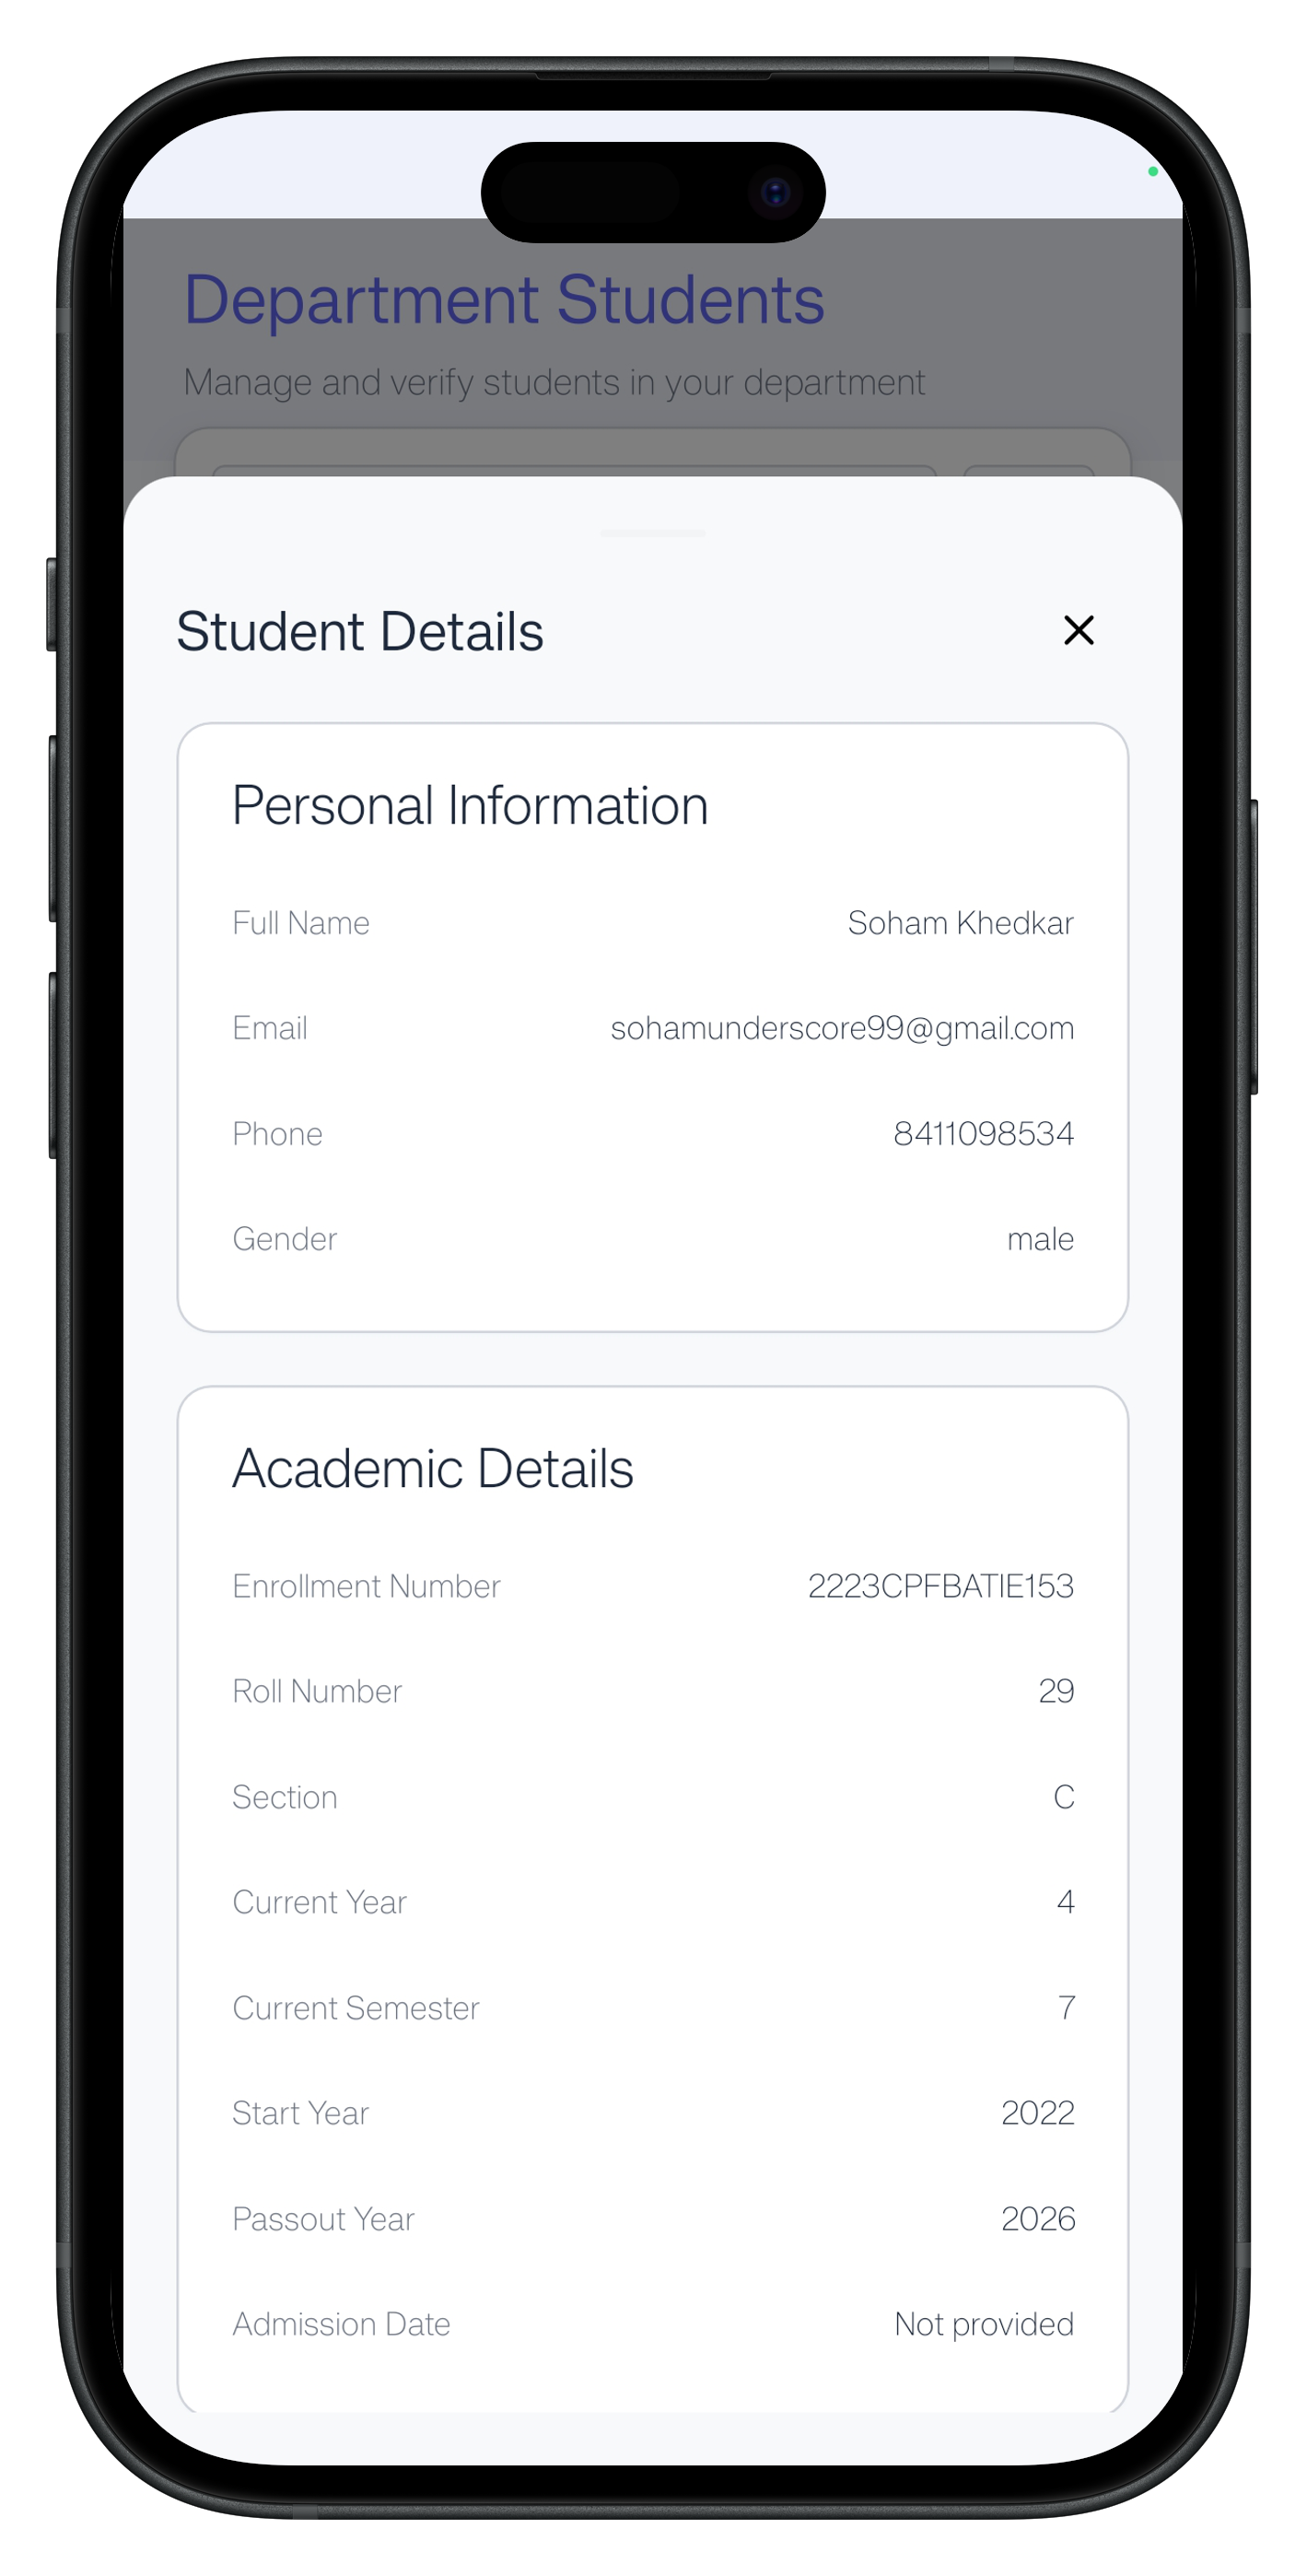 Department Students
Manage and verify students in your department
Student Details
Personal Information
Full Name Soham Khedkar
Email sohamunderscore99@gmail.com
Phone 8411098534
Gender male
Academic Details
Enrollment Number 2223CPFBATIE153
Roll Number 29
Section C
Current Year 4
Current Semester 7
Start Year 2022
Passout Year 2026
Admission Date Not provided